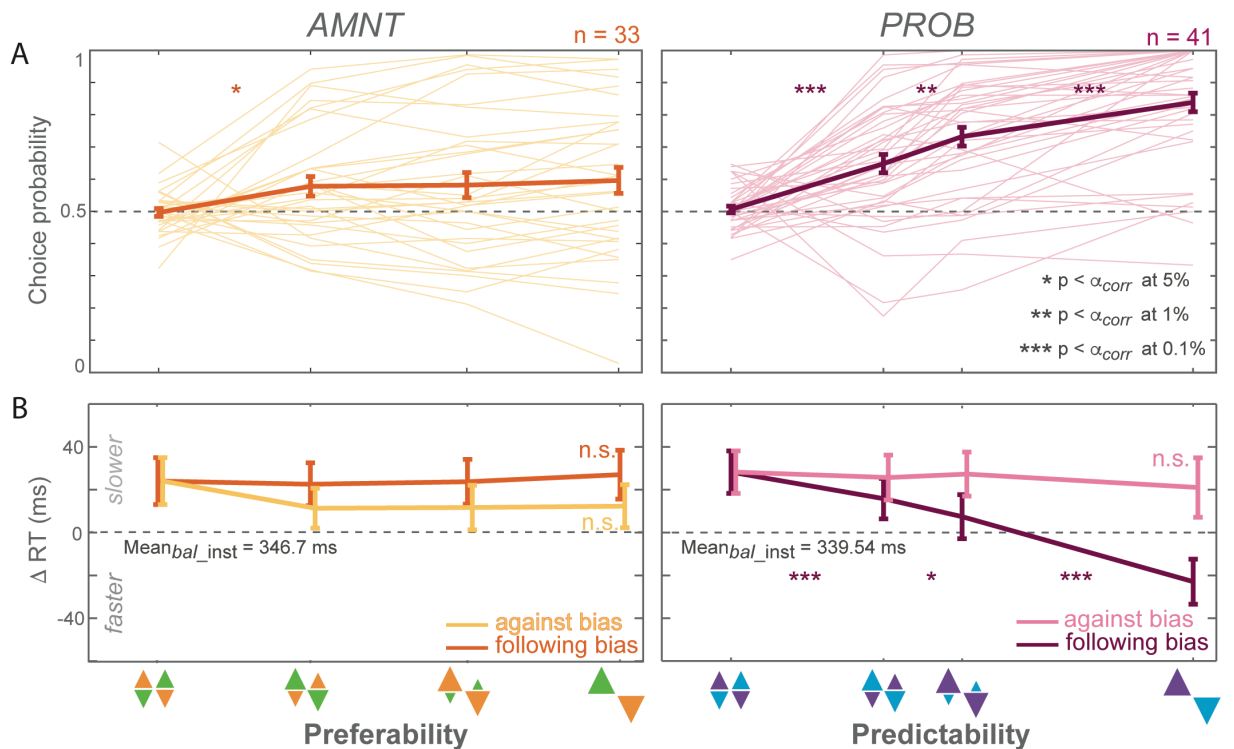 AMNT
PROB
A
n = 33
n = 41
1
0.5
0
Choice probability
*
***
**
***
* p < αcorr at 5%
** p < αcorr at 1%
*** p < αcorr at 0.1%
B
40
0
-40
Δ RT (ms)
slower
faster
n.s.
n.s.
Meanbal_inst = 346.7 ms
against bias
following bias
n.s.
Meanbal_inst = 339.54 ms
***
*
***
against bias
following bias
Preferability
Predictability